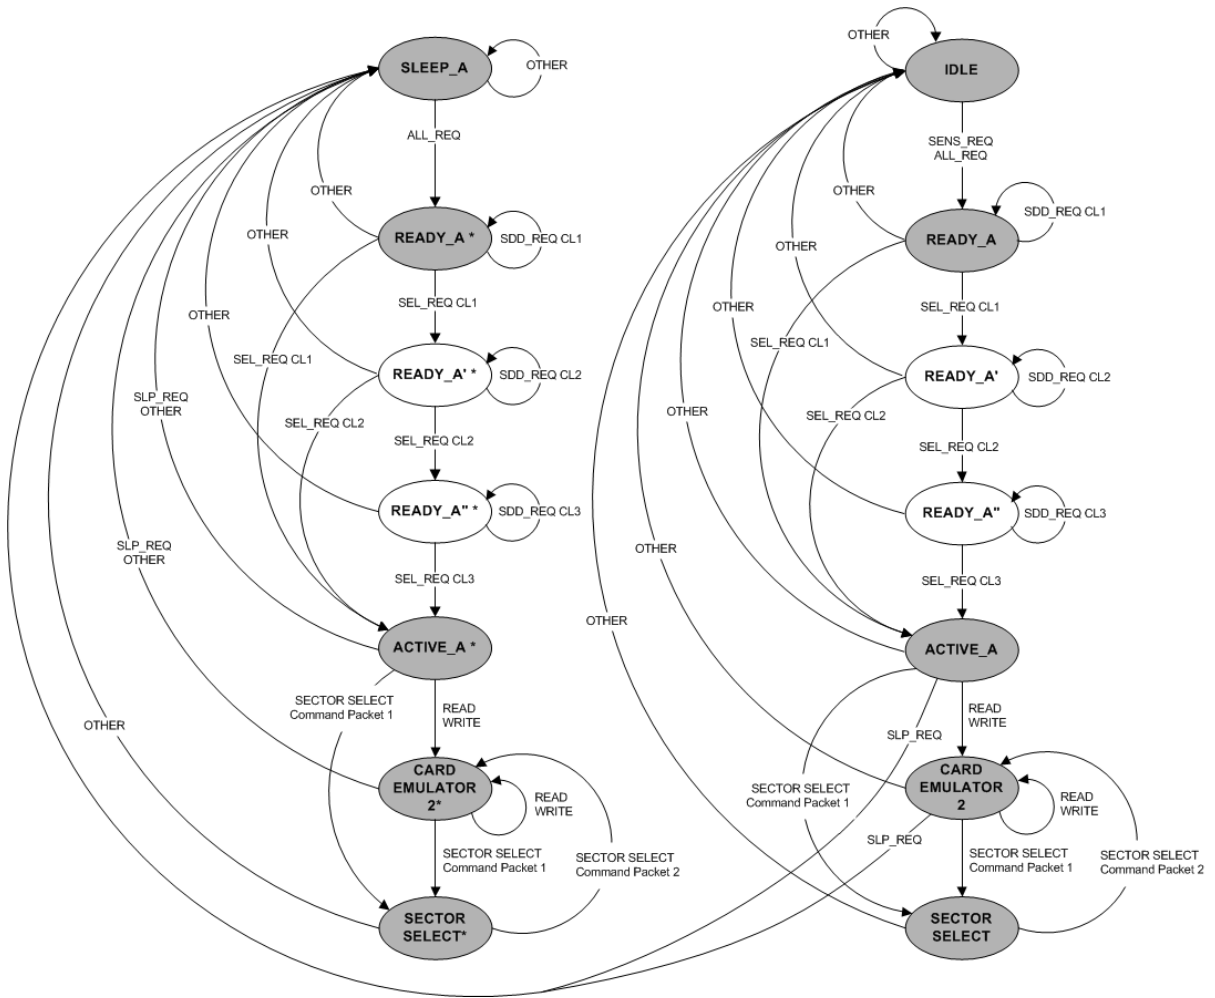 OTHER
SLEEP_A
OTHER
IDLE
ALL_REQ
SENS_REQ
ALL_REQ
OTHER
OTHER
READY_A *
SDD_REQ CL1
READY_A
SDD_REQ CL1
OTHER
OTHER
SEL_REQ CL1
SEL_REQ CL1
OTHER
OTHER
SEL_REQ CL1
SEL_REQ CL1
READY_A' *
SDD_REQ CL2
READY_A'
SDD_REQ CL2
SLP_REQ
OTHER
OTHER
SEL_REQ CL2
SEL_REQ CL2
SEL_REQ CL2
SEL_REQ CL2
READY_A" *
SDD_REQ CL3
READY_A"
SDD_REQ CL3
SLP_REQ
OTHER
OTHER
SEL_REQ CL3
SEL_REQ CL3
OTHER
ACTIVE_A *
ACTIVE_A
SECTOR SELECT
Command Packet 1
READ
WRITE
READ
WRITE
OTHER
SLP_REQ
CARD
EMULATOR
2*
READ
WRITE
SECTOR SELECT
Command Packet 1
CARD
EMULATOR
2
READ
WRITE
SLP_REQ
SECTOR SELECT
Command Packet 1
SECTOR SELECT
Command Packet 2
SECTOR SELECT
Command Packet 1
SECTOR SELECT
Command Packet 2
SECTOR
SELECT*
SECTOR
SELECT